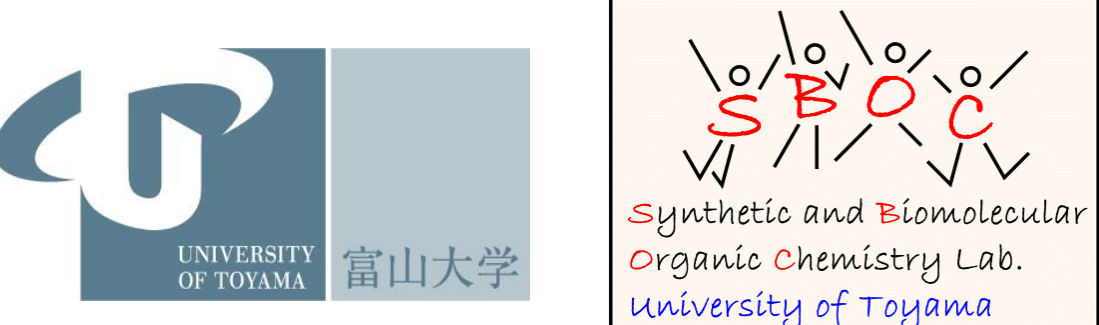 UNIVERSITY
OF TOYAMA
富山大学
SBOC
Synthetic and Biomolecular
Organic Chemistry Lab.
University of Toyama